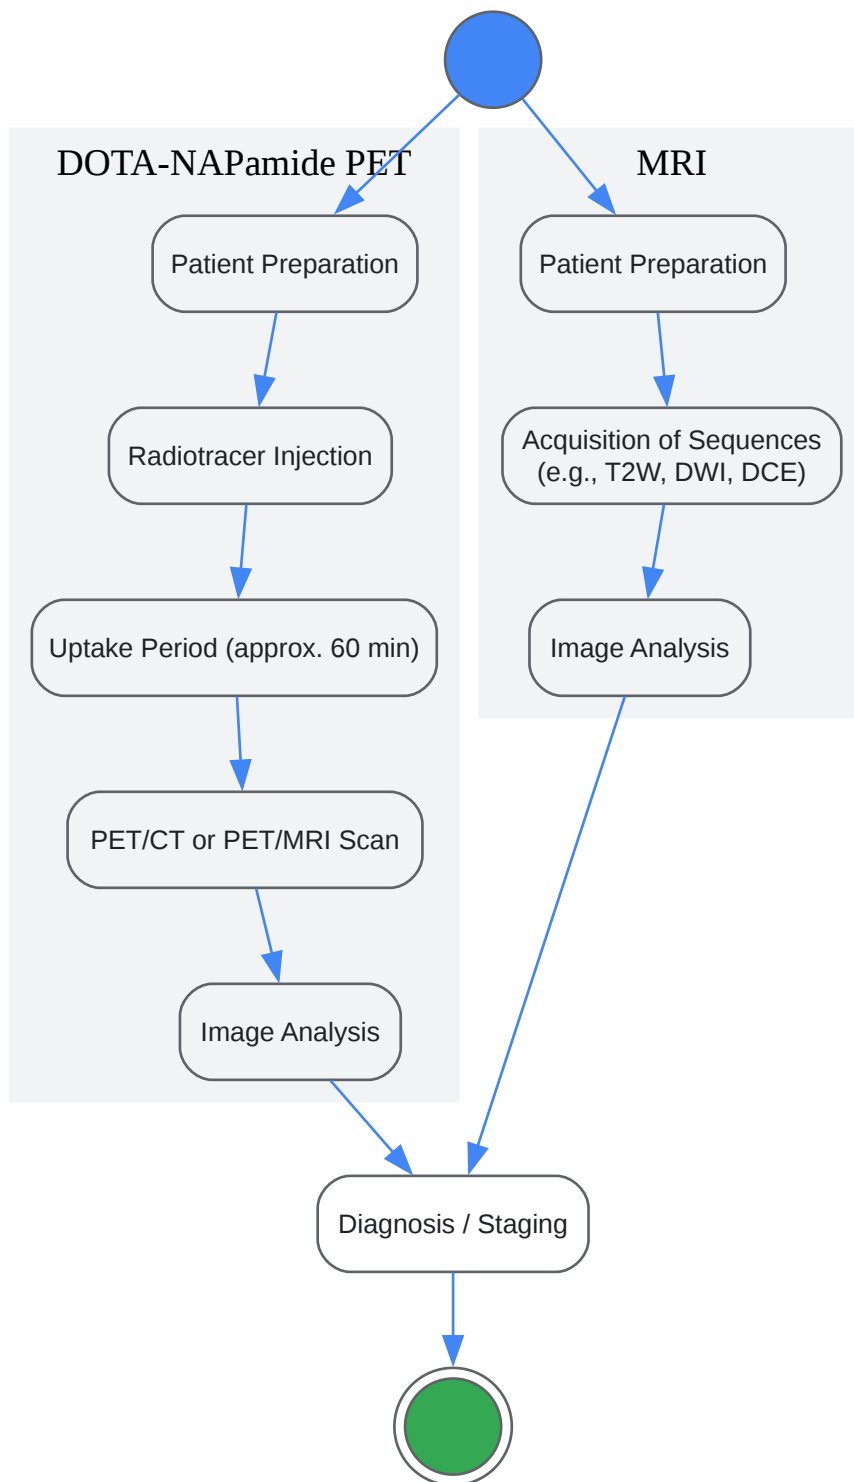 DOTA-NAPamide PET
Patient Preparation
Radiotracer Injection
Uptake Period (approx. 60 min)
PET/CT or PET/MRI Scan
Image Analysis
MRI
Patient Preparation
Acquisition of Sequences
(e.g., T2W, DWI, DCE)
Image Analysis
Diagnosis / Staging